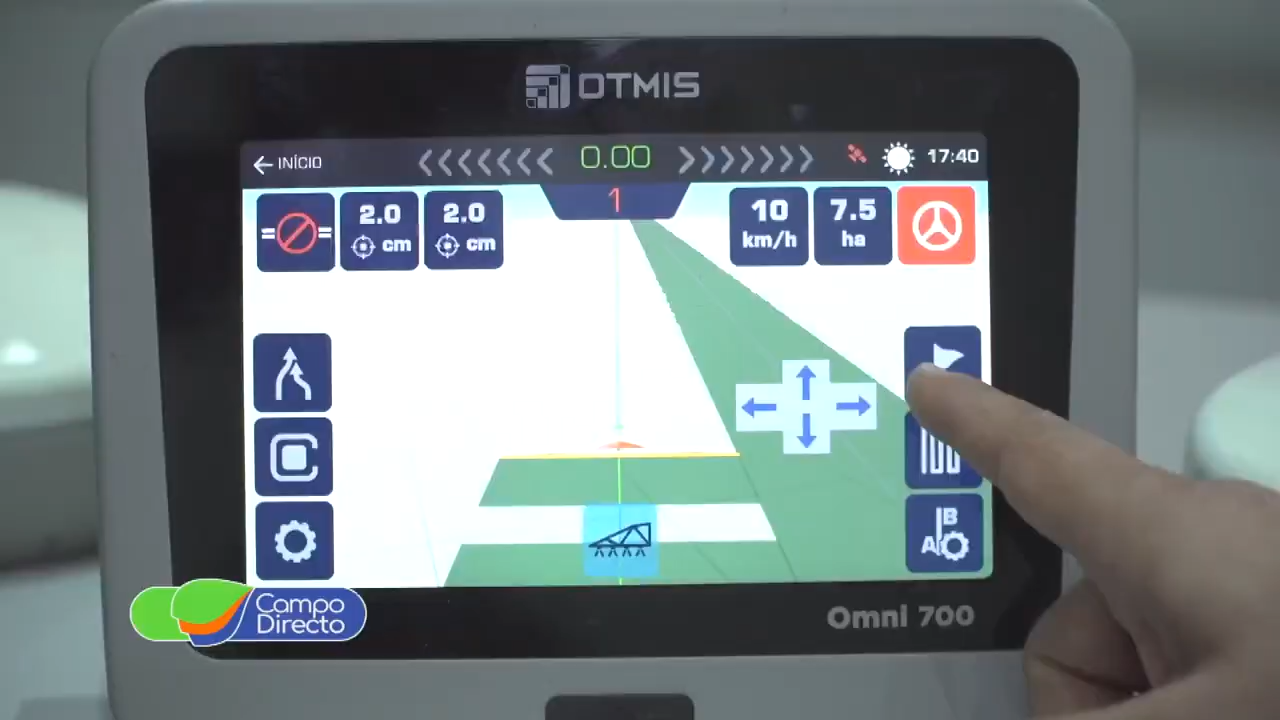 DTMIS
INÍCIO
0.00
17:40
1
2.0
cm
2.0
cm
10
km/h
7.5
ha
B
A
Campo
Directo
Omni 700